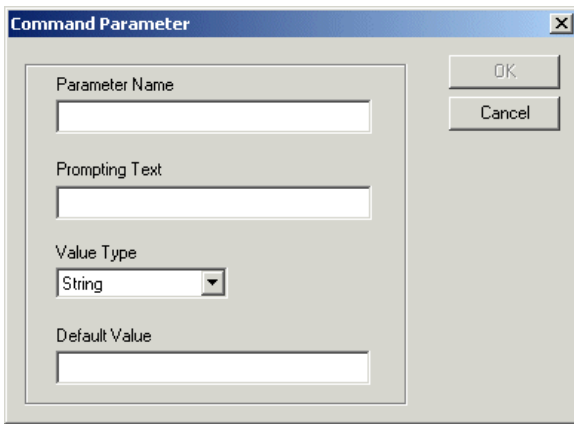 Command Parameter
Parameter Name
OK
Cancel
Prompting Text
Value Type
String
Default Value